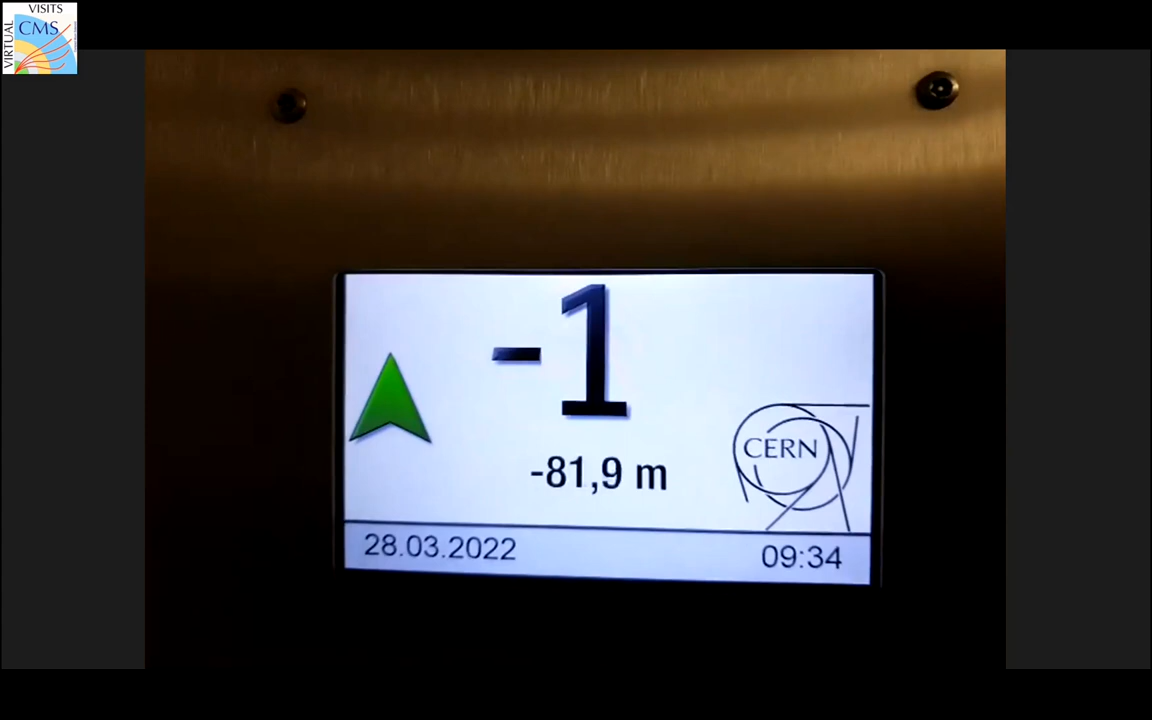 VISITS
CMS
VIRTUAL
-1
-81,9 m
CERN
28.03.2022
09:34